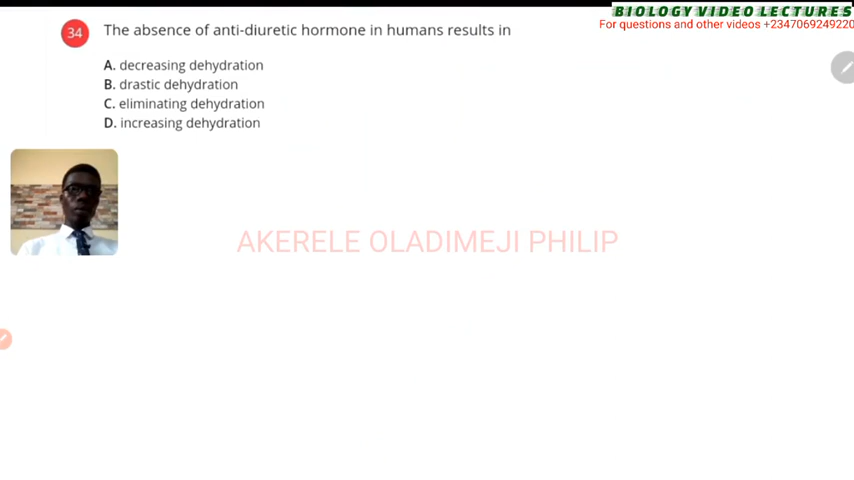 BIOLOGY VIDEO LECTURES
For questions and other videos +2347069249220
34 The absence of anti-diuretic hormone in humans results in
A. decreasing dehydration
B. drastic dehydration
C. eliminating dehydration
D. increasing dehydration
AKERELE OLADIMEJI PHILIP